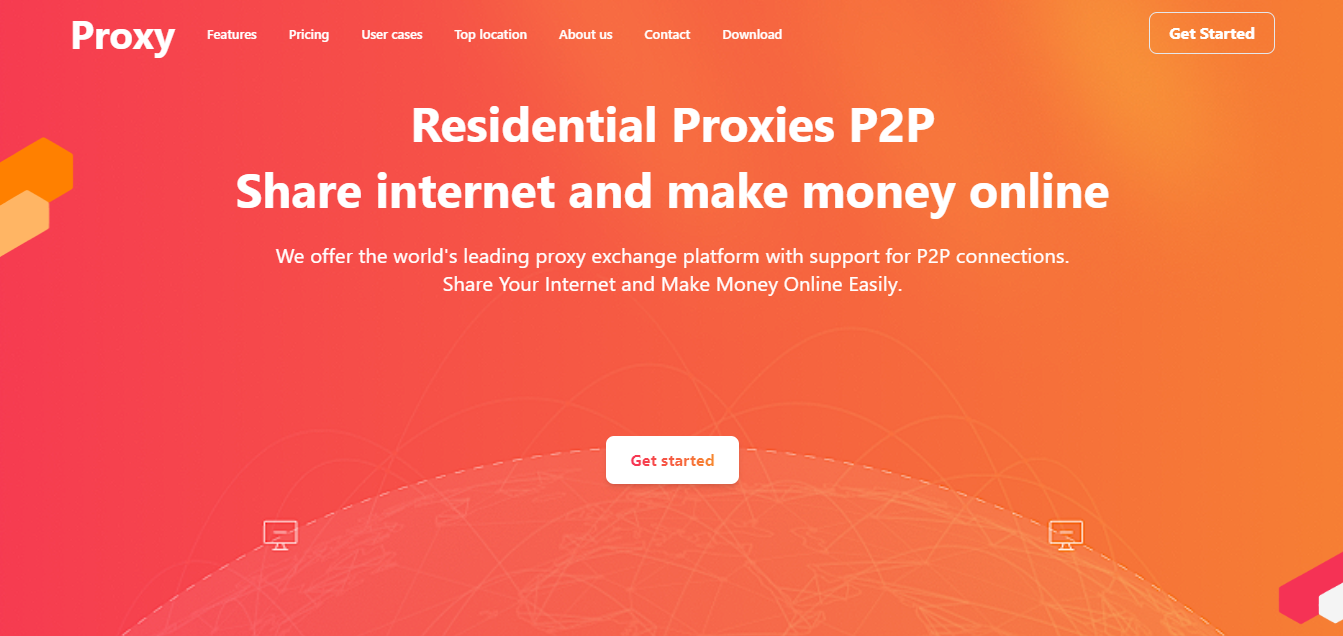 Proxy
Features
Pricing
User cases
Top location
About us
Contact
Download
Get Started
Residential Proxies P2P
Share internet and make money online
We offer the world's leading proxy exchange platform with support for P2P connections.
Share Your Internet and Make Money Online Easily.
Get started